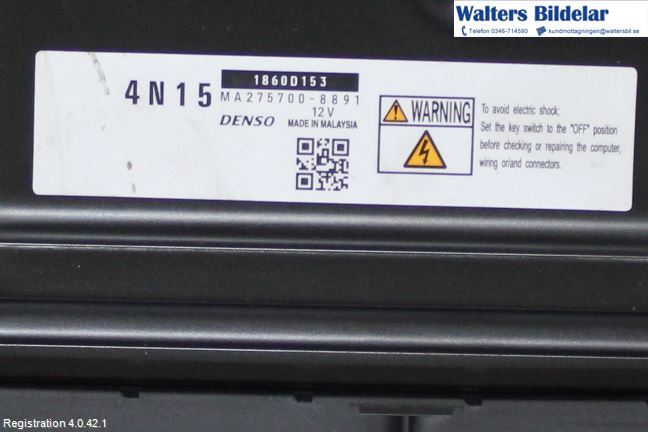 Walters Bildelar
Telefon 0346-714580 kundmottagningen@waltersbil.se
4N15
1860D153
MA275700-8891
12V
DENSO MADE IN MALAYSIA
WARNING
To avoid electric shock;
Set the key switch to the "OFF" position
before checking or repairing the computer,
wiring or/and connectors.
Registration 4.0.42.1